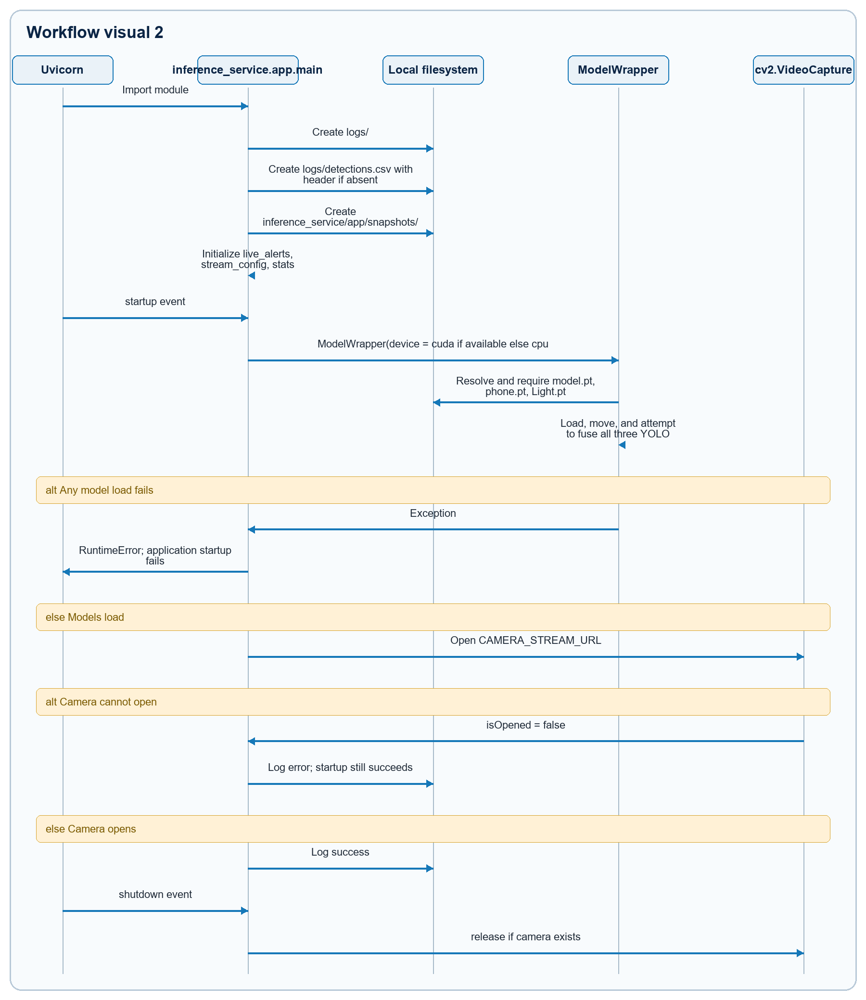 Workflow visual 2
Uvicorn
inference_service.app.main
Local filesystem
ModelWrapper
cv2.VideoCapture
Import module
Create logs/
Create logs/detections.csv with
header if absent
Create
inference_service/app/snapshots/
Initialize live_alerts,
stream_config, stats
startup event
ModelWrapper(device = cuda if available else cpu
Resolve and require model.pt,
phone.pt, Light.pt
Load, move, and attempt
to fuse all three YOLO
alt Any model load fails
Exception
RuntimeError; application startup
fails
else Models load
Open CAMERA_STREAM_URL
alt Camera cannot open
isOpened = false
Log error; startup still succeeds
else Camera opens
Log success
shutdown event
release if camera exists